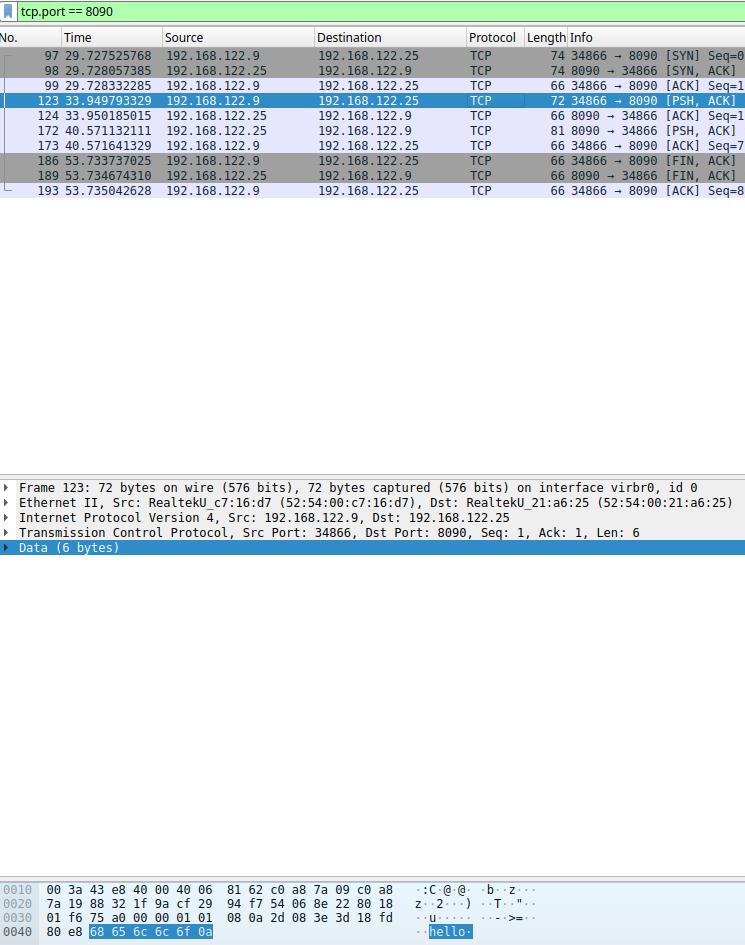 tcp.port == 8090
No. Time Source Destination Protocol Length Info
97 29.727525768 192.168.122.9 192.168.122.25 TCP 74 34866 → 8090 [SYN] Seq=0
98 29.728057385 192.168.122.25 192.168.122.9 TCP 74 8090 → 34866 [SYN, ACK]
99 29.728332285 192.168.122.9 192.168.122.25 TCP 66 34866 → 8090 [ACK] Seq=1
123 33.949793329 192.168.122.9 192.168.122.25 TCP 72 34866 → 8090 [PSH, ACK]
124 33.950185015 192.168.122.25 192.168.122.9 TCP 66 8090 → 34866 [ACK] Seq=1
172 40.571132111 192.168.122.25 192.168.122.9 TCP 81 8090 → 34866 [PSH, ACK]
173 40.571641329 192.168.122.9 192.168.122.25 TCP 66 34866 → 8090 [ACK] Seq=7
186 53.733737025 192.168.122.9 192.168.122.25 TCP 66 34866 → 8090 [FIN, ACK]
189 53.734674310 192.168.122.25 192.168.122.9 TCP 66 8090 → 34866 [FIN, ACK]
193 53.735042628 192.168.122.9 192.168.122.25 TCP 66 34866 → 8090 [ACK] Seq=8
Frame 123: 72 bytes on wire (576 bits), 72 bytes captured (576 bits) on interface virbr0, id 0
Ethernet II, Src: RealtekU_c7:16:d7 (52:54:00:c7:16:d7), Dst: RealtekU_21:a6:25 (52:54:00:21:a6:25)
Internet Protocol Version 4, Src: 192.168.122.9, Dst: 192.168.122.25
Transmission Control Protocol, Src Port: 34866, Dst Port: 8090, Seq: 1, Ack: 1, Len: 6
Data (6 bytes)
0010 00 3a 43 e8 40 00 40 06 81 62 c0 a8 7a 09 c0 a8 ·:C·@·@· ·b··z···
0020 7a 19 88 32 1f 9a cf 29 94 f7 54 06 8e 22 80 18 z··2···) ··T··"··
0030 01 f6 75 a0 00 00 01 01 08 0a 2d 08 3e 3d 18 fd ··u····· ··-·>=··
0040 80 e8 68 65 6c 6c 6f 0a ··hello·